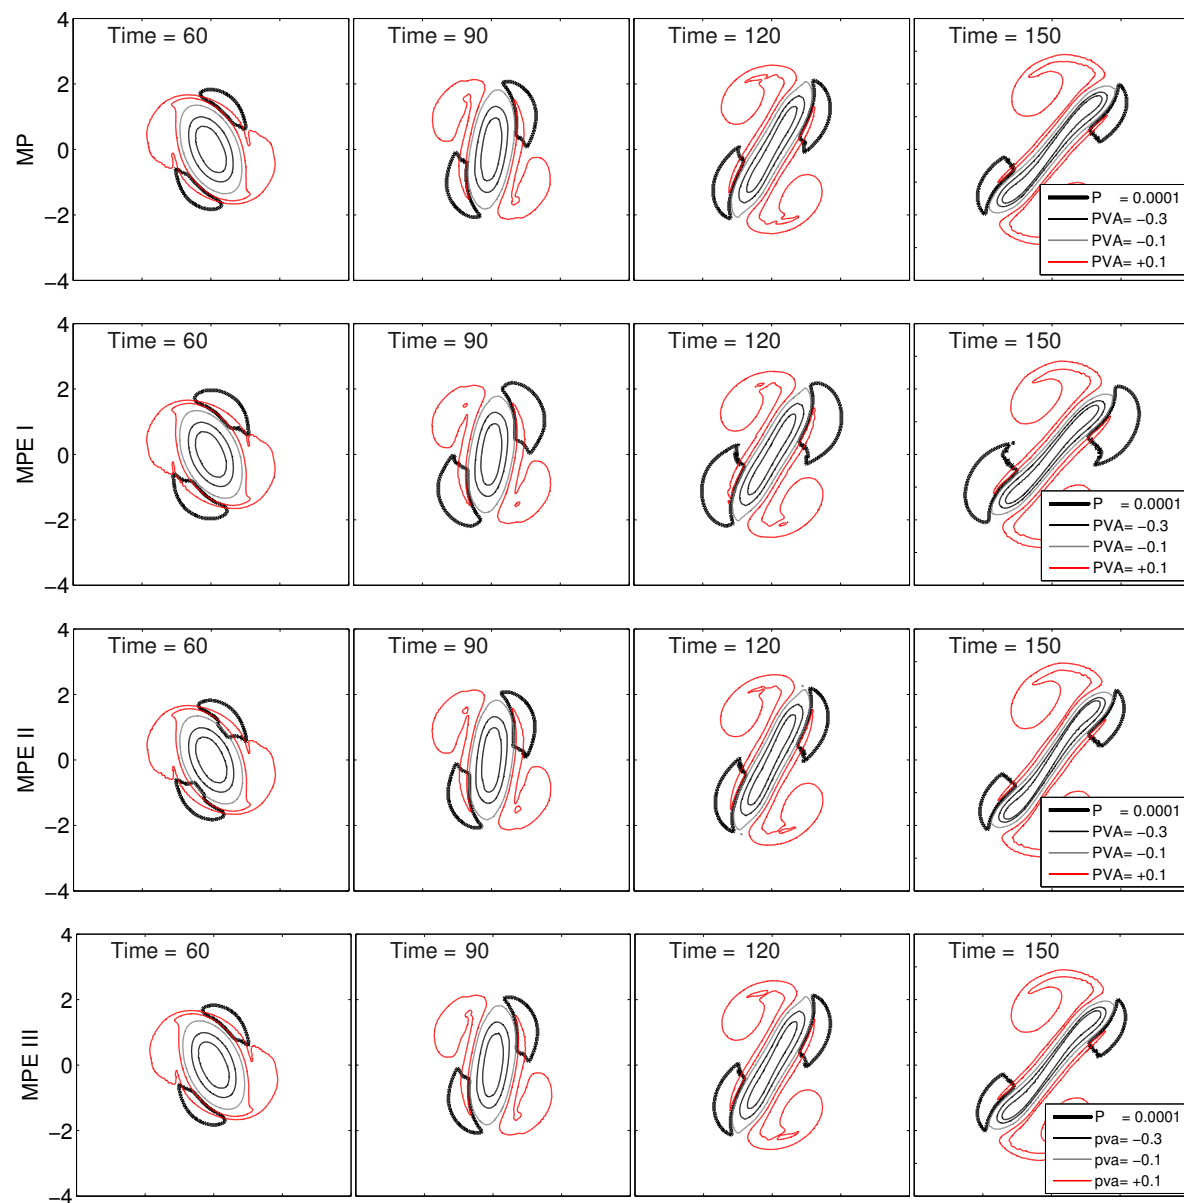 4
2
0
−2
−4
MP
Time = 60
Time = 90
Time = 120
Time = 150
P = 0.0001
PVA= −0.3
PVA= −0.1
PVA= +0.1
4
2
0
−2
−4
MPE I
Time = 60
Time = 90
Time = 120
Time = 150
P = 0.0001
PVA= −0.3
PVA= −0.1
PVA= +0.1
4
2
0
−2
−4
MPE II
Time = 60
Time = 90
Time = 120
Time = 150
P = 0.0001
PVA= −0.3
PVA= −0.1
PVA= +0.1
4
2
0
−2
−4
MPE III
Time = 60
Time = 90
Time = 120
Time = 150
P = 0.0001
pva= −0.3
pva= −0.1
pva= +0.1